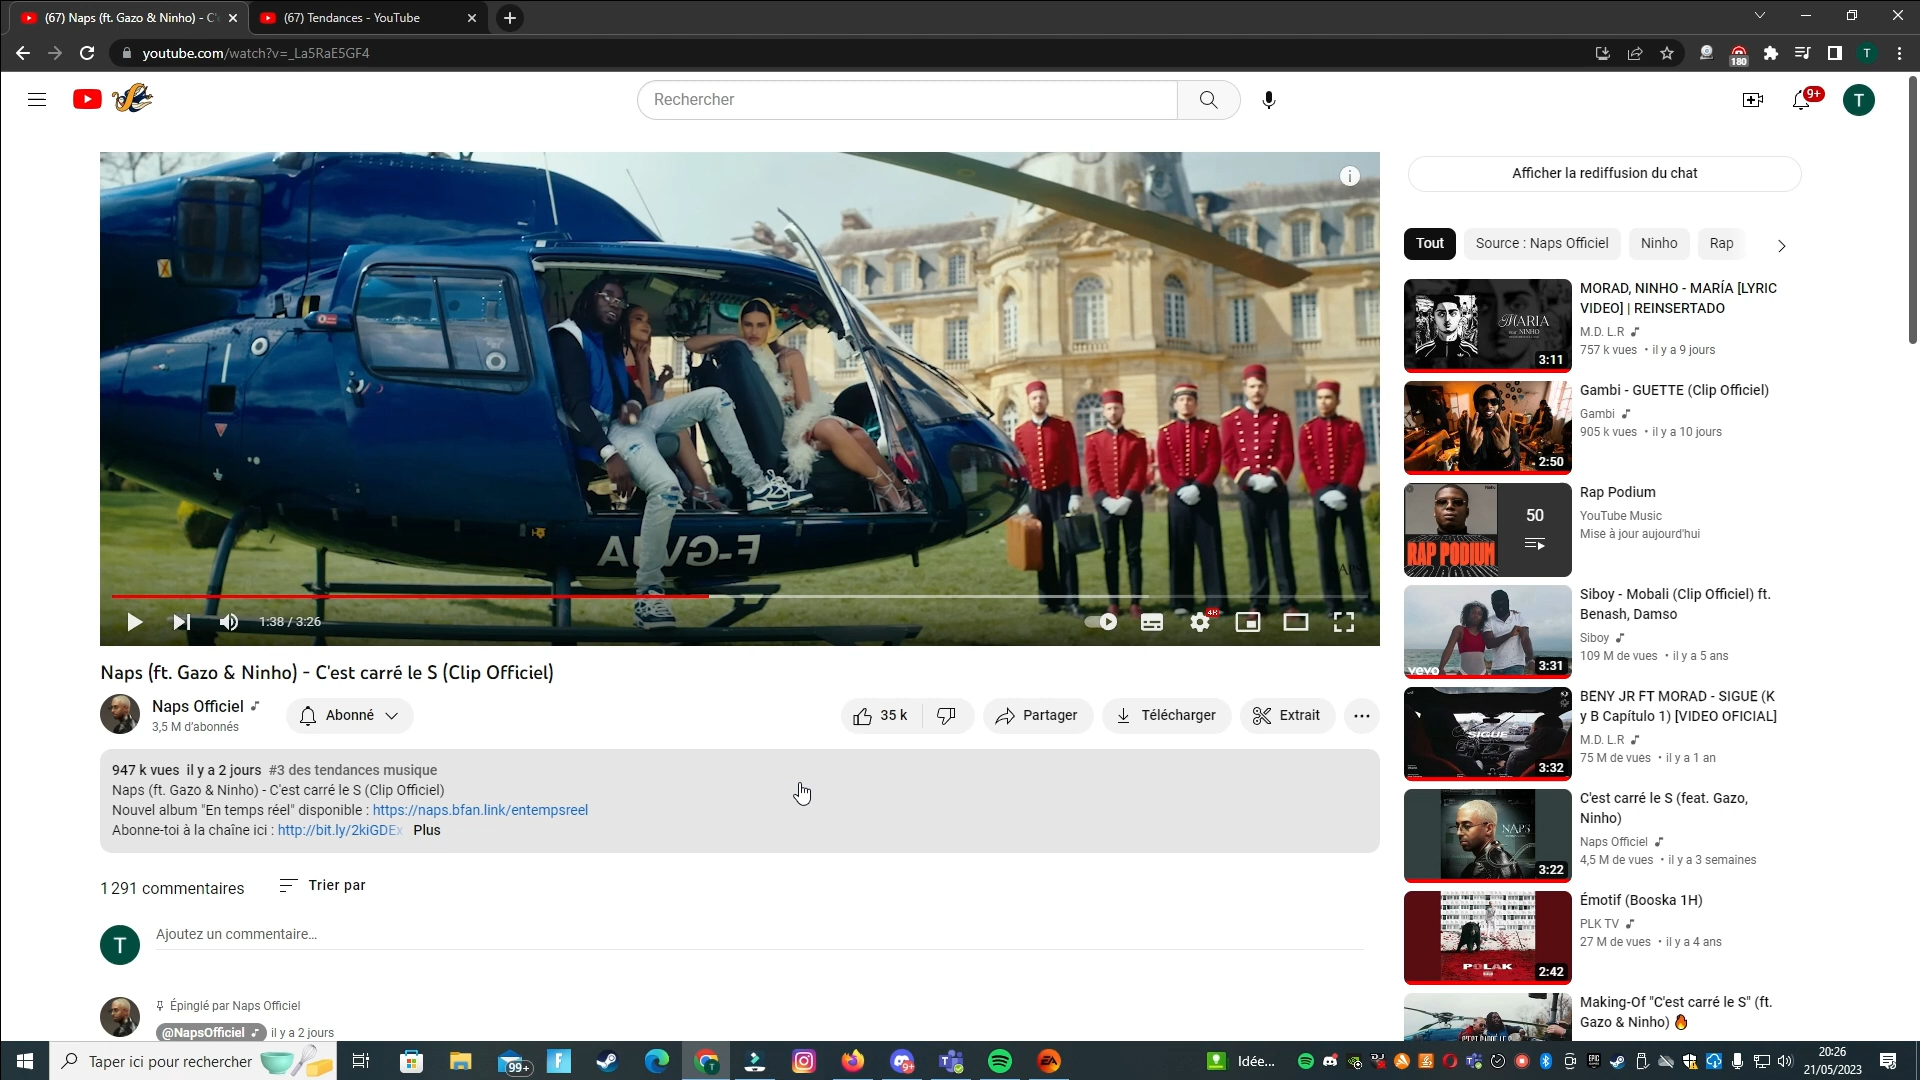 (67) Naps (ft. Gazo & Ninho) - C'
(67) Tendances - YouTube
youtube.com/watch?v=_La5RaE5GF4
180
T
Rechercher
9+
T
F-GV
1:38 / 3:26
4K
Naps (ft. Gazo & Ninho) - C'est carré le S (Clip Officiel)
Naps Officiel
3,5 M d'abonnés
Abonné
35 k
Partager
Télécharger
Extrait
947 k vues il y a 2 jours #3 des tendances musique
Naps (ft. Gazo & Ninho) - C'est carré le S (Clip Officiel)
Nouvel album "En temps réel" disponible : https://naps.bfan.link/entempsreel
Abonne-toi à la chaîne ici : http://bit.ly/2kiGDEx Plus
1 291 commentaires
Trier par
T
Ajoutez un commentaire...
Épinglé par Naps Officiel
@NapsOfficiel il y a 2 jours
Afficher la rediffusion du chat
Tout
Source : Naps Officiel
Ninho
Rap
MARIA
3:11
MORAD, NINHO - MARÍA [LYRIC
VIDEO] | REINSERTADO
M.D. L.R
757 k vues • il y a 9 jours
2:50
Gambi - GUETTE (Clip Officiel)
Gambi
905 k vues • il y a 10 jours
RAP PODIUM
50
Rap Podium
YouTube Music
Mise à jour aujourd'hui
vevo
3:31
Siboy - Mobali (Clip Officiel) ft.
Benash, Damso
Siboy
109 M de vues • il y a 5 ans
SIGUE
3:32
BENY JR FT MORAD - SIGUE (K
y B Capítulo 1) [VIDEO OFICIAL]
M.D. L.R
75 M de vues • il y a 1 an
NAPS
3:22
C'est carré le S (feat. Gazo,
Ninho)
Naps Officiel
4,5 M de vues • il y a 3 semaines
POLAK
2:42
Émotif (Booska 1H)
PLK TV
27 M de vues • il y a 4 ans
Making-Of "C'est carré le S" (ft.
Gazo & Ninho)
Taper ici pour rechercher
99+
Idée...
20:26
21/05/2023